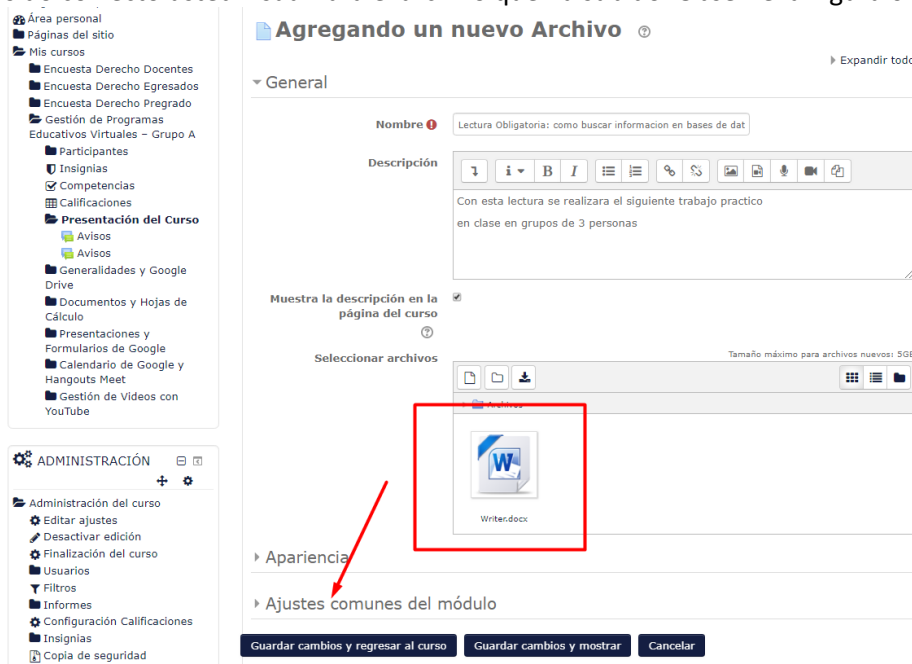 Área personal
Páginas del sitio
Mis cursos
Encuesta Derecho Docentes
Encuesta Derecho Egresados
Encuesta Derecho Pregrado
Gestión de Programas
Educativos Virtuales – Grupo A
Participantes
Insignias
Competencias
Calificaciones
Presentación del Curso
Avisos
Avisos
Generalidades y Google
Drive
Documentos y Hojas de
Cálculo
Presentaciones y
Formularios de Google
Calendario de Google y
Hangouts Meet
Gestión de Videos con
YouTube
ADMINISTRACIÓN
Administración del curso
Editar ajustes
Desactivar edición
Finalización del curso
Usuarios
Filtros
Informes
Configuración Calificaciones
Insignias
Copia de seguridad
Agregando un nuevo Archivo
Expandir todo
General
Nombre
Lectura Obligatoria: como buscar informacion en bases de dat
Descripción
i B I
Con esta lectura se realizara el siguiente trabajo practico
en clase en grupos de 3 personas
Muestra la descripción en la
página del curso
Seleccionar archivos
Tamaño máximo para archivos nuevos: 5GB
Archivos
W
Writer.docx
Apariencia
Ajustes comunes del módulo
Guardar cambios y regresar al curso
Guardar cambios y mostrar
Cancelar